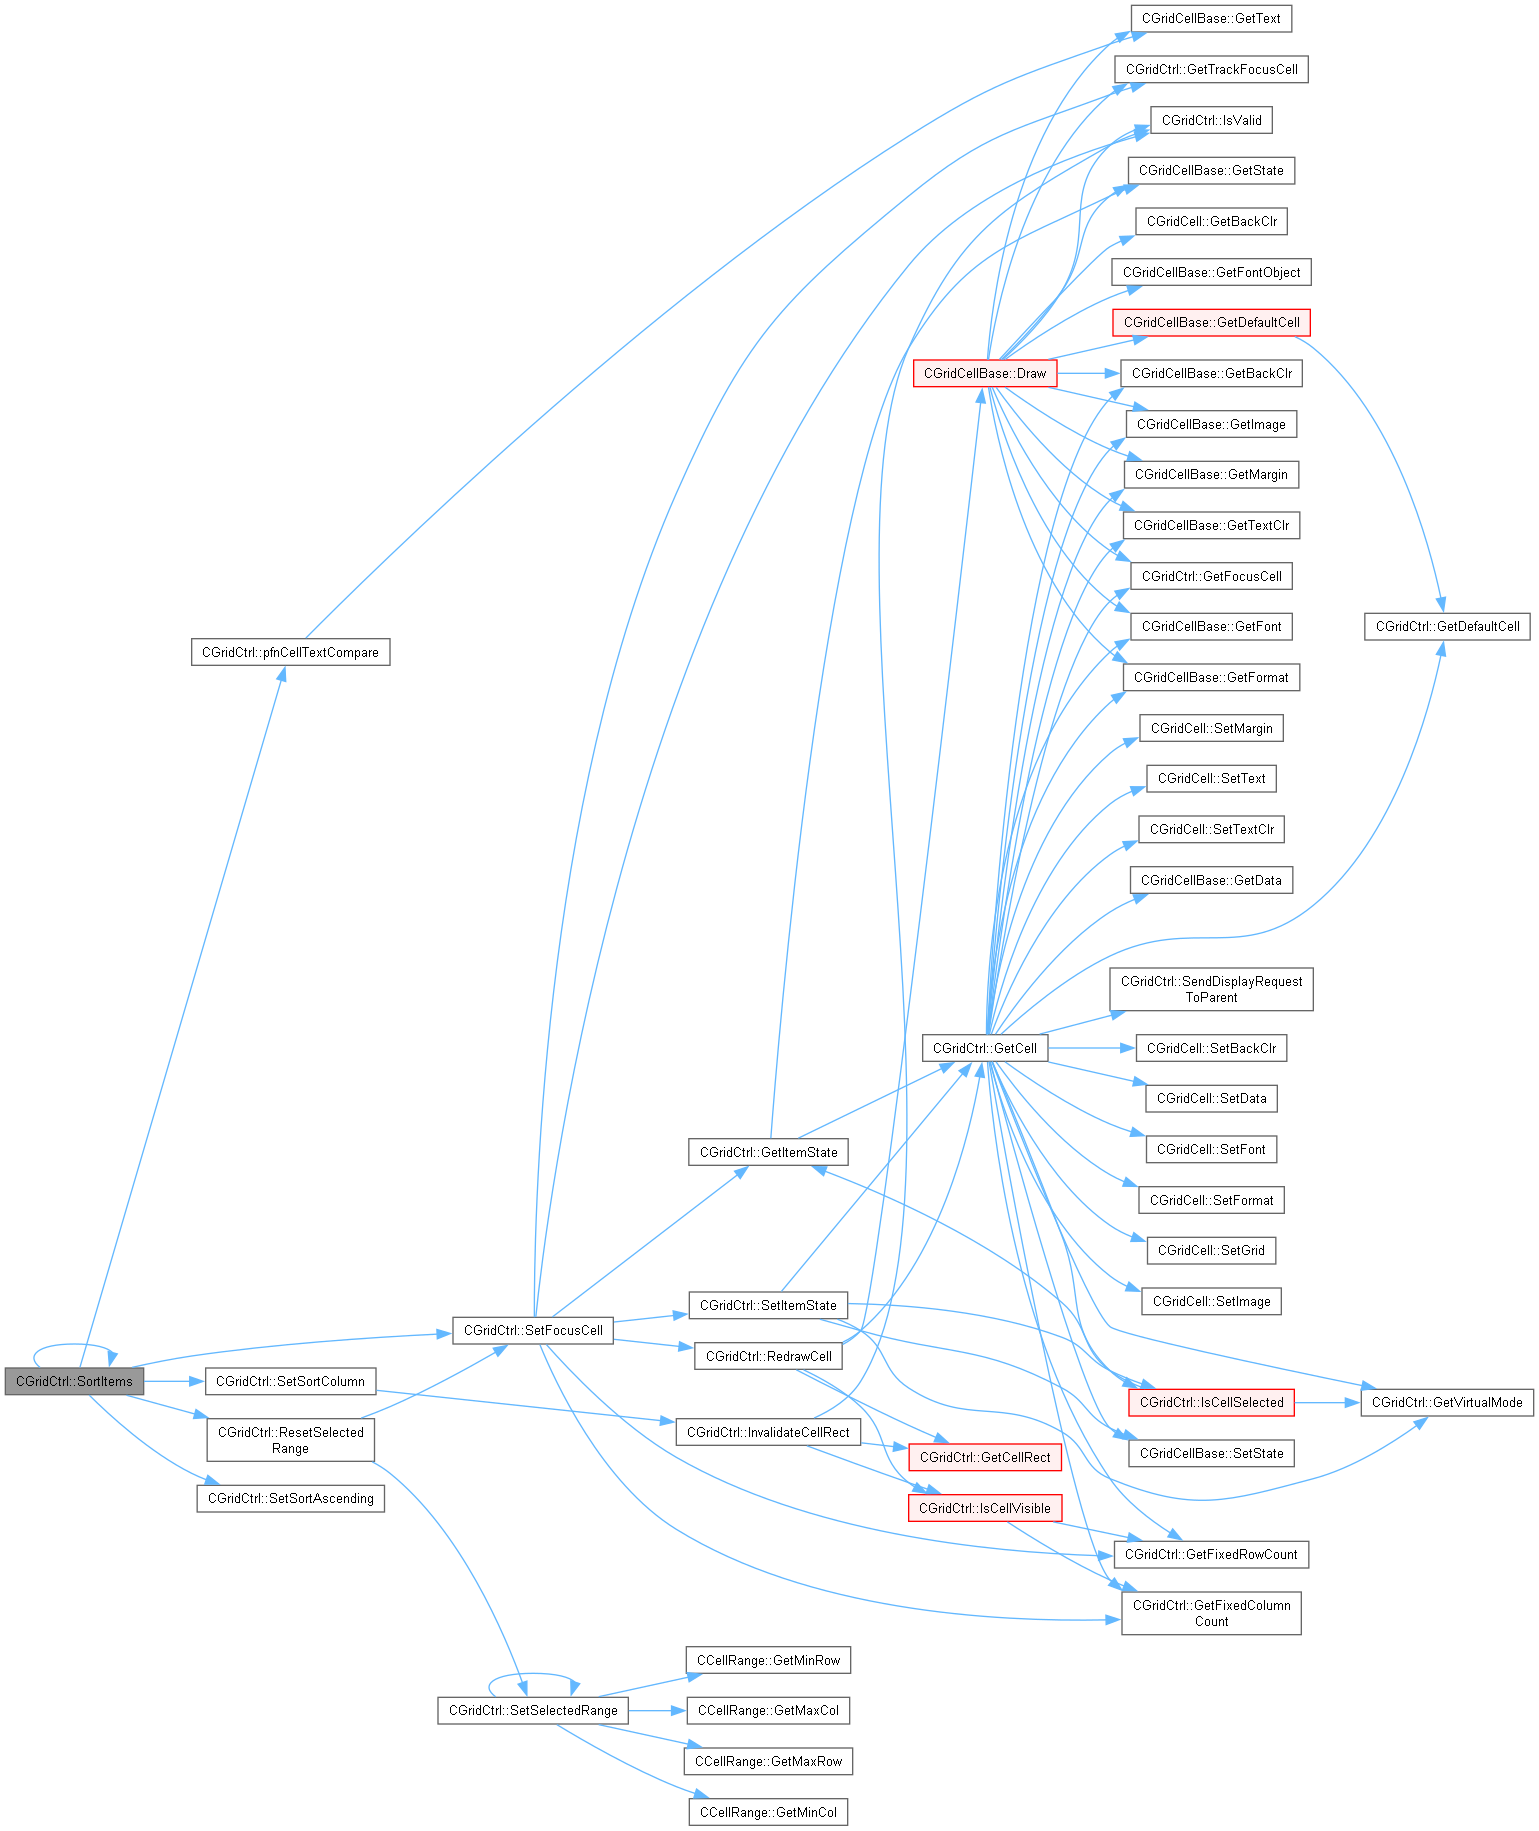 CGridCellBase::GetText
CGridCtrl::GetTrackFocusCell
CGridCtrl::IsValid
CGridCellBase::GetState
CGridCell::GetBackClr
CGridCellBase::GetFontObject
CGridCellBase::GetDefaultCell
CGridCellBase::Draw
CGridCellBase::GetBackClr
CGridCellBase::GetImage
CGridCellBase::GetMargin
CGridCellBase::GetTextClr
CGridCtrl::GetFocusCell
CGridCellBase::GetFont
CGridCtrl::GetDefaultCell
CGridCtrl::pfnCellTextCompare
CGridCellBase::GetFormat
CGridCell::SetMargin
CGridCell::SetText
CGridCell::SetTextClr
CGridCellBase::GetData
CGridCtrl::SendDisplayRequest
ToParent
CGridCtrl::GetCell
CGridCell::SetBackClr
CGridCell::SetData
CGridCtrl::GetItemState
CGridCell::SetFont
CGridCell::SetFormat
CGridCell::SetGrid
CGridCtrl::SetItemState
CGridCell::SetImage
CGridCtrl::SetFocusCell
CGridCtrl::RedrawCell
CGridCtrl::SortItems
CGridCtrl::SetSortColumn
CGridCtrl::IsCellSelected
CGridCtrl::GetVirtualMode
CGridCtrl::ResetSelected
Range
CGridCtrl::InvalidateCellRect
CGridCtrl::GetCellRect
CGridCellBase::SetState
CGridCtrl::SetSortAscending
CGridCtrl::IsCellVisible
CGridCtrl::GetFixedRowCount
CGridCtrl::GetFixedColumn
Count
CCellRange::GetMinRow
CGridCtrl::SetSelectedRange
CCellRange::GetMaxCol
CCellRange::GetMaxRow
CCellRange::GetMinCol